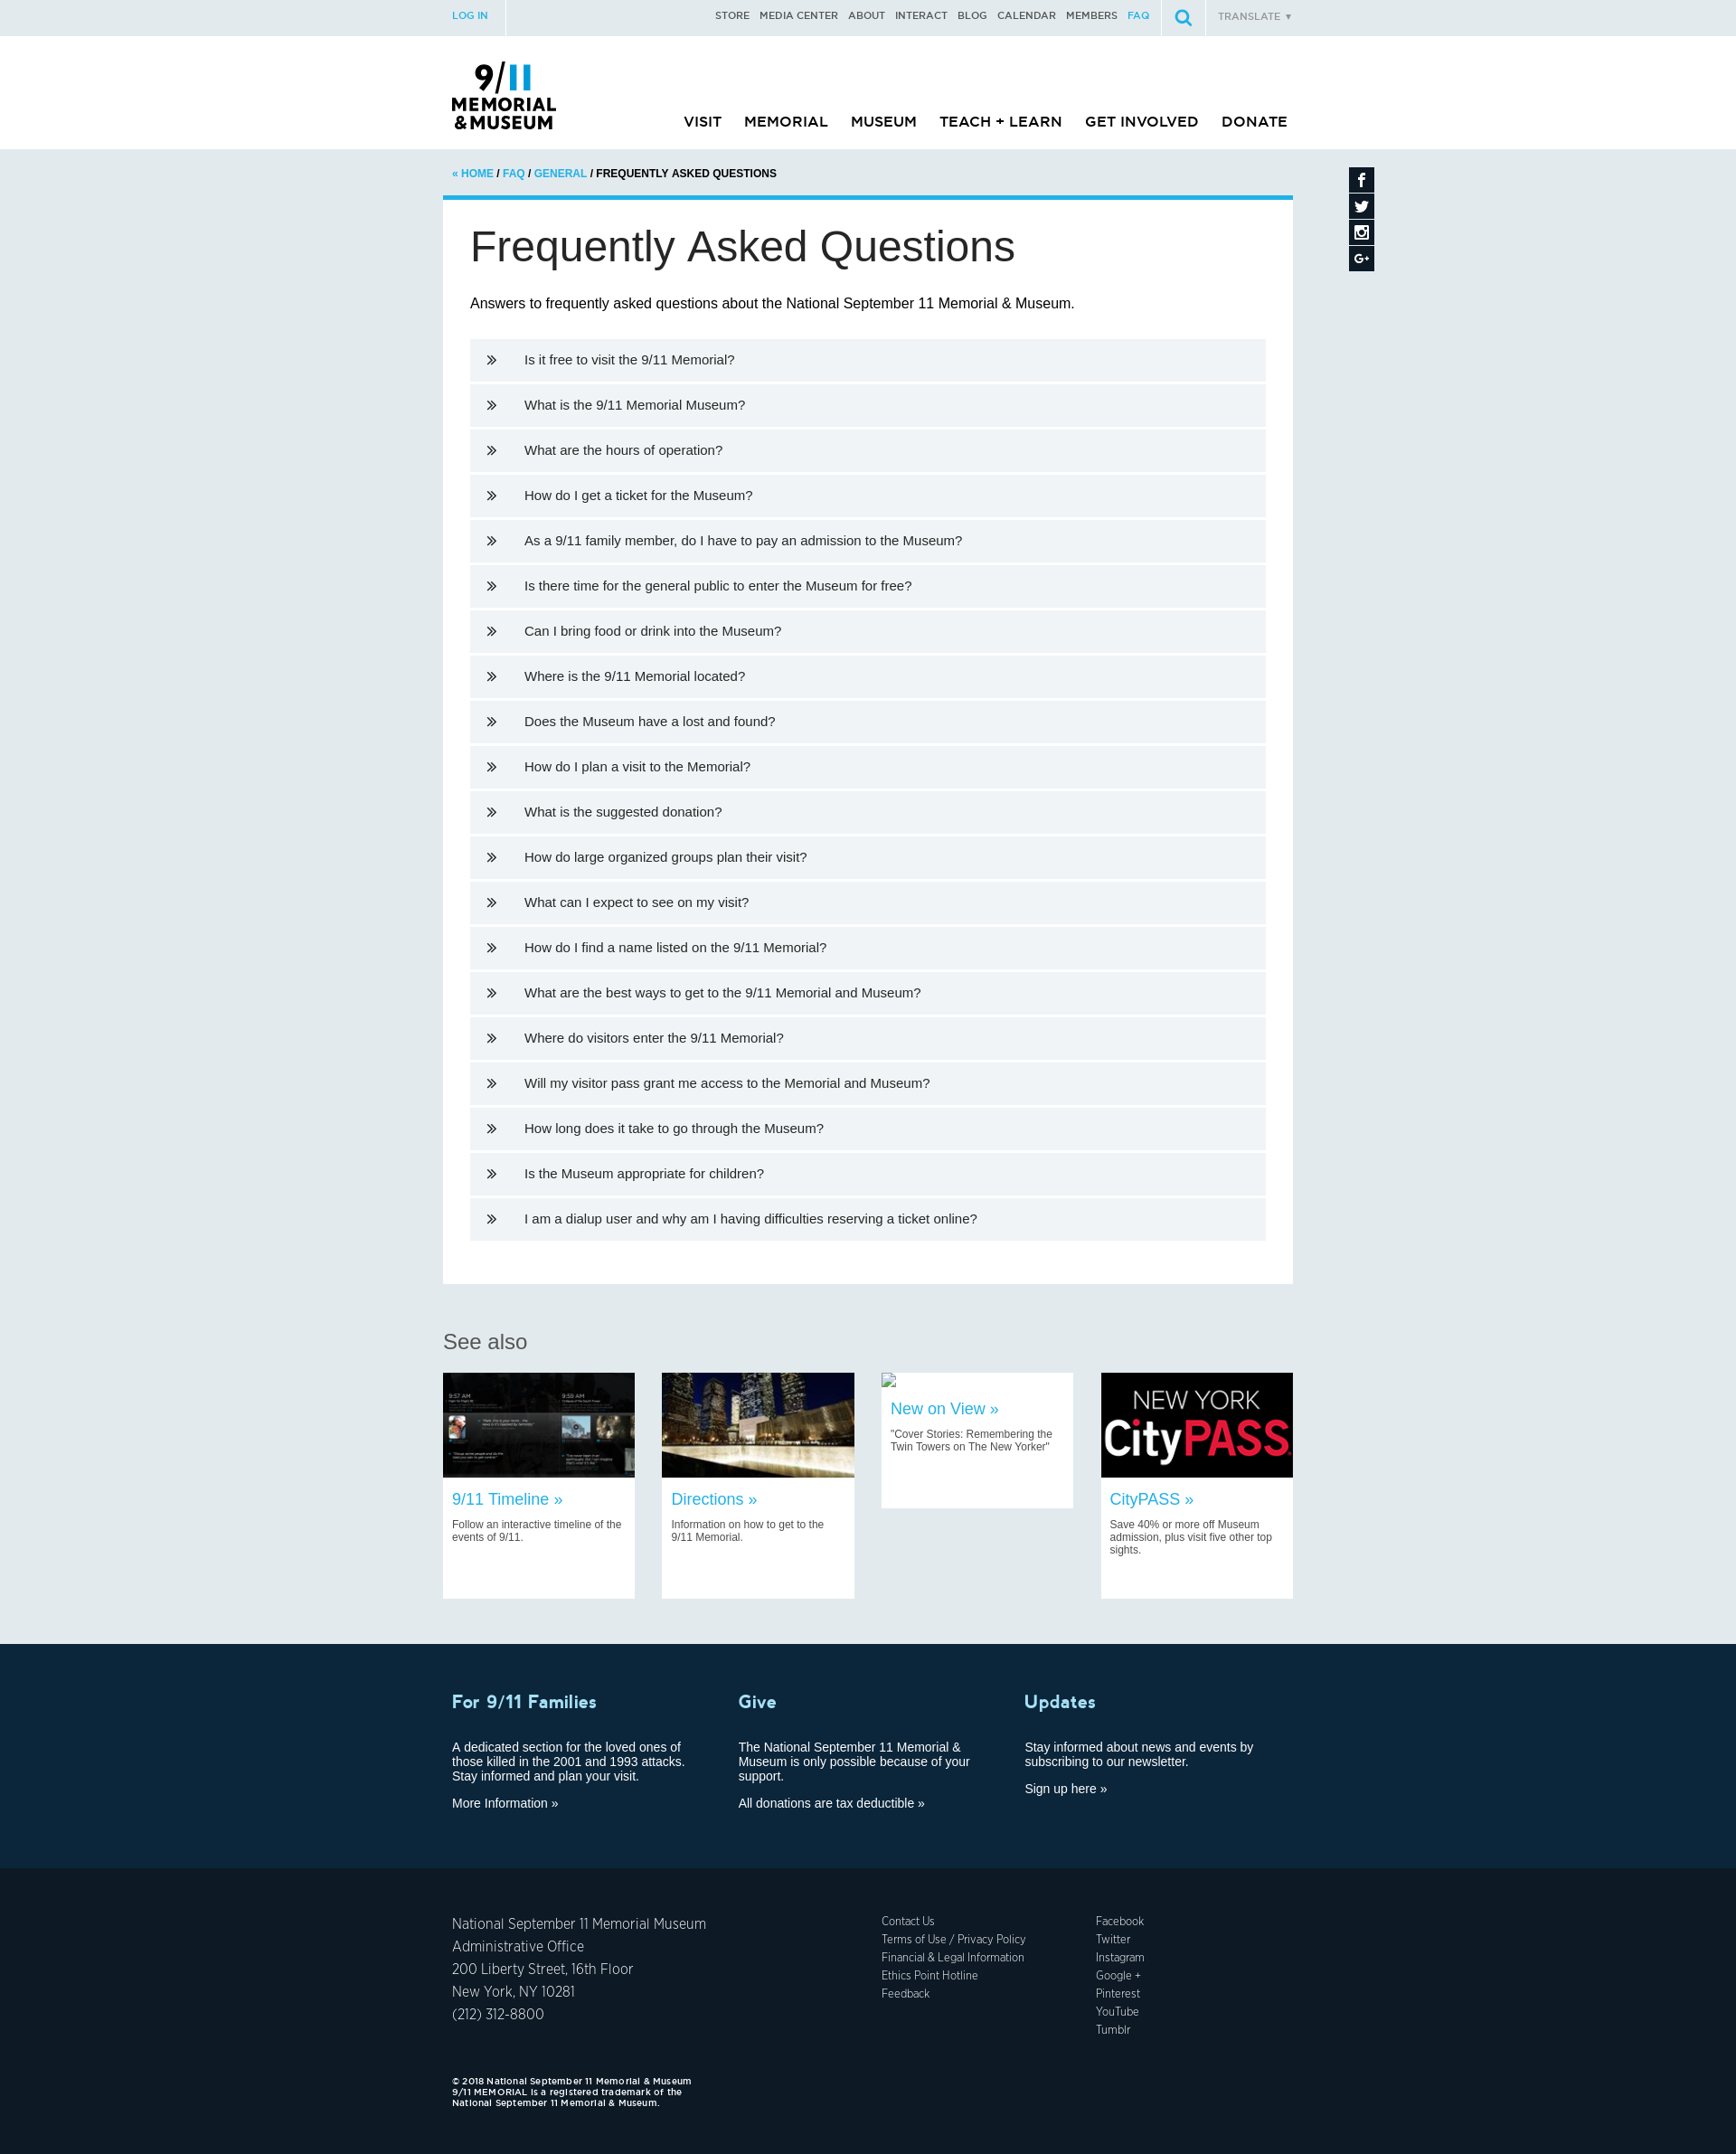 LOG IN
STORE MEDIA CENTER ABOUT INTERACT BLOG CALENDAR MEMBERS FAQ
TRANSLATE ▼
9/11
MEMORIAL
& MUSEUM
VISIT MEMORIAL MUSEUM TEACH + LEARN GET INVOLVED DONATE
« HOME / FAQ / GENERAL / FREQUENTLY ASKED QUESTIONS
Frequently Asked Questions
Answers to frequently asked questions about the National September 11 Memorial & Museum.
Is it free to visit the 9/11 Memorial?
What is the 9/11 Memorial Museum?
What are the hours of operation?
How do I get a ticket for the Museum?
As a 9/11 family member, do I have to pay an admission to the Museum?
Is there time for the general public to enter the Museum for free?
Can I bring food or drink into the Museum?
Where is the 9/11 Memorial located?
Does the Museum have a lost and found?
How do I plan a visit to the Memorial?
What is the suggested donation?
How do large organized groups plan their visit?
What can I expect to see on my visit?
How do I find a name listed on the 9/11 Memorial?
What are the best ways to get to the 9/11 Memorial and Museum?
Where do visitors enter the 9/11 Memorial?
Will my visitor pass grant me access to the Memorial and Museum?
How long does it take to go through the Museum?
Is the Museum appropriate for children?
I am a dialup user and why am I having difficulties reserving a ticket online?
See also
9:57 AM
9:59 AM
9/11 Timeline »
Follow an interactive timeline of the
events of 9/11.
Directions »
Information on how to get to the
9/11 Memorial.
New on View »
"Cover Stories: Remembering the
Twin Towers on The New Yorker"
NEW YORK
CityPASS
CityPASS »
Save 40% or more off Museum
admission, plus visit five other top
sights.
For 9/11 Families
A dedicated section for the loved ones of
those killed in the 2001 and 1993 attacks.
Stay informed and plan your visit.
More Information »
Give
The National September 11 Memorial &
Museum is only possible because of your
support.
All donations are tax deductible »
Updates
Stay informed about news and events by
subscribing to our newsletter.
Sign up here »
National September 11 Memorial Museum
Administrative Office
200 Liberty Street, 16th Floor
New York, NY 10281
(212) 312-8800
Contact Us
Terms of Use / Privacy Policy
Financial & Legal Information
Ethics Point Hotline
Feedback
Facebook
Twitter
Instagram
Google +
Pinterest
YouTube
Tumblr
© 2018 National September 11 Memorial & Museum
9/11 MEMORIAL is a registered trademark of the
National September 11 Memorial & Museum.